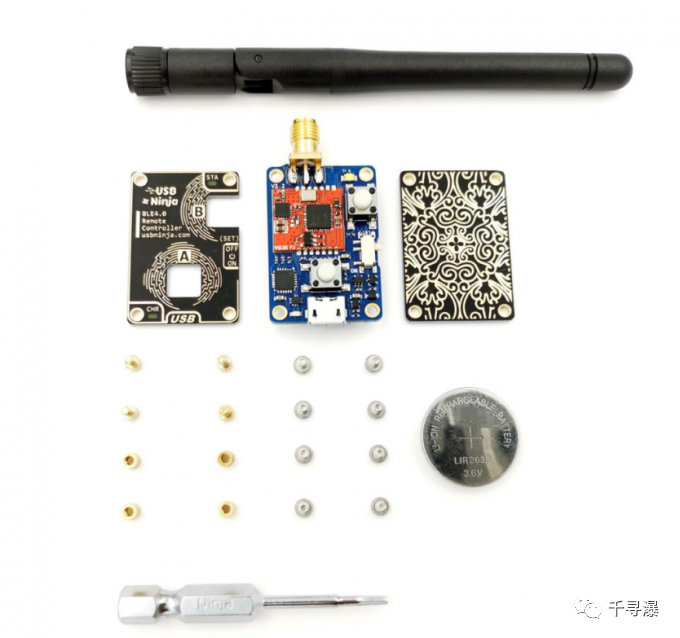 STA
USB
Ninja
B
BLE4.0
Remote
Controller
usbninja.com
(SET)
OFF
ON
A
CHR
USB
ON
LI-ION RECHARGEABLE BATTERY
3.6V
Ninja
千寻瀑